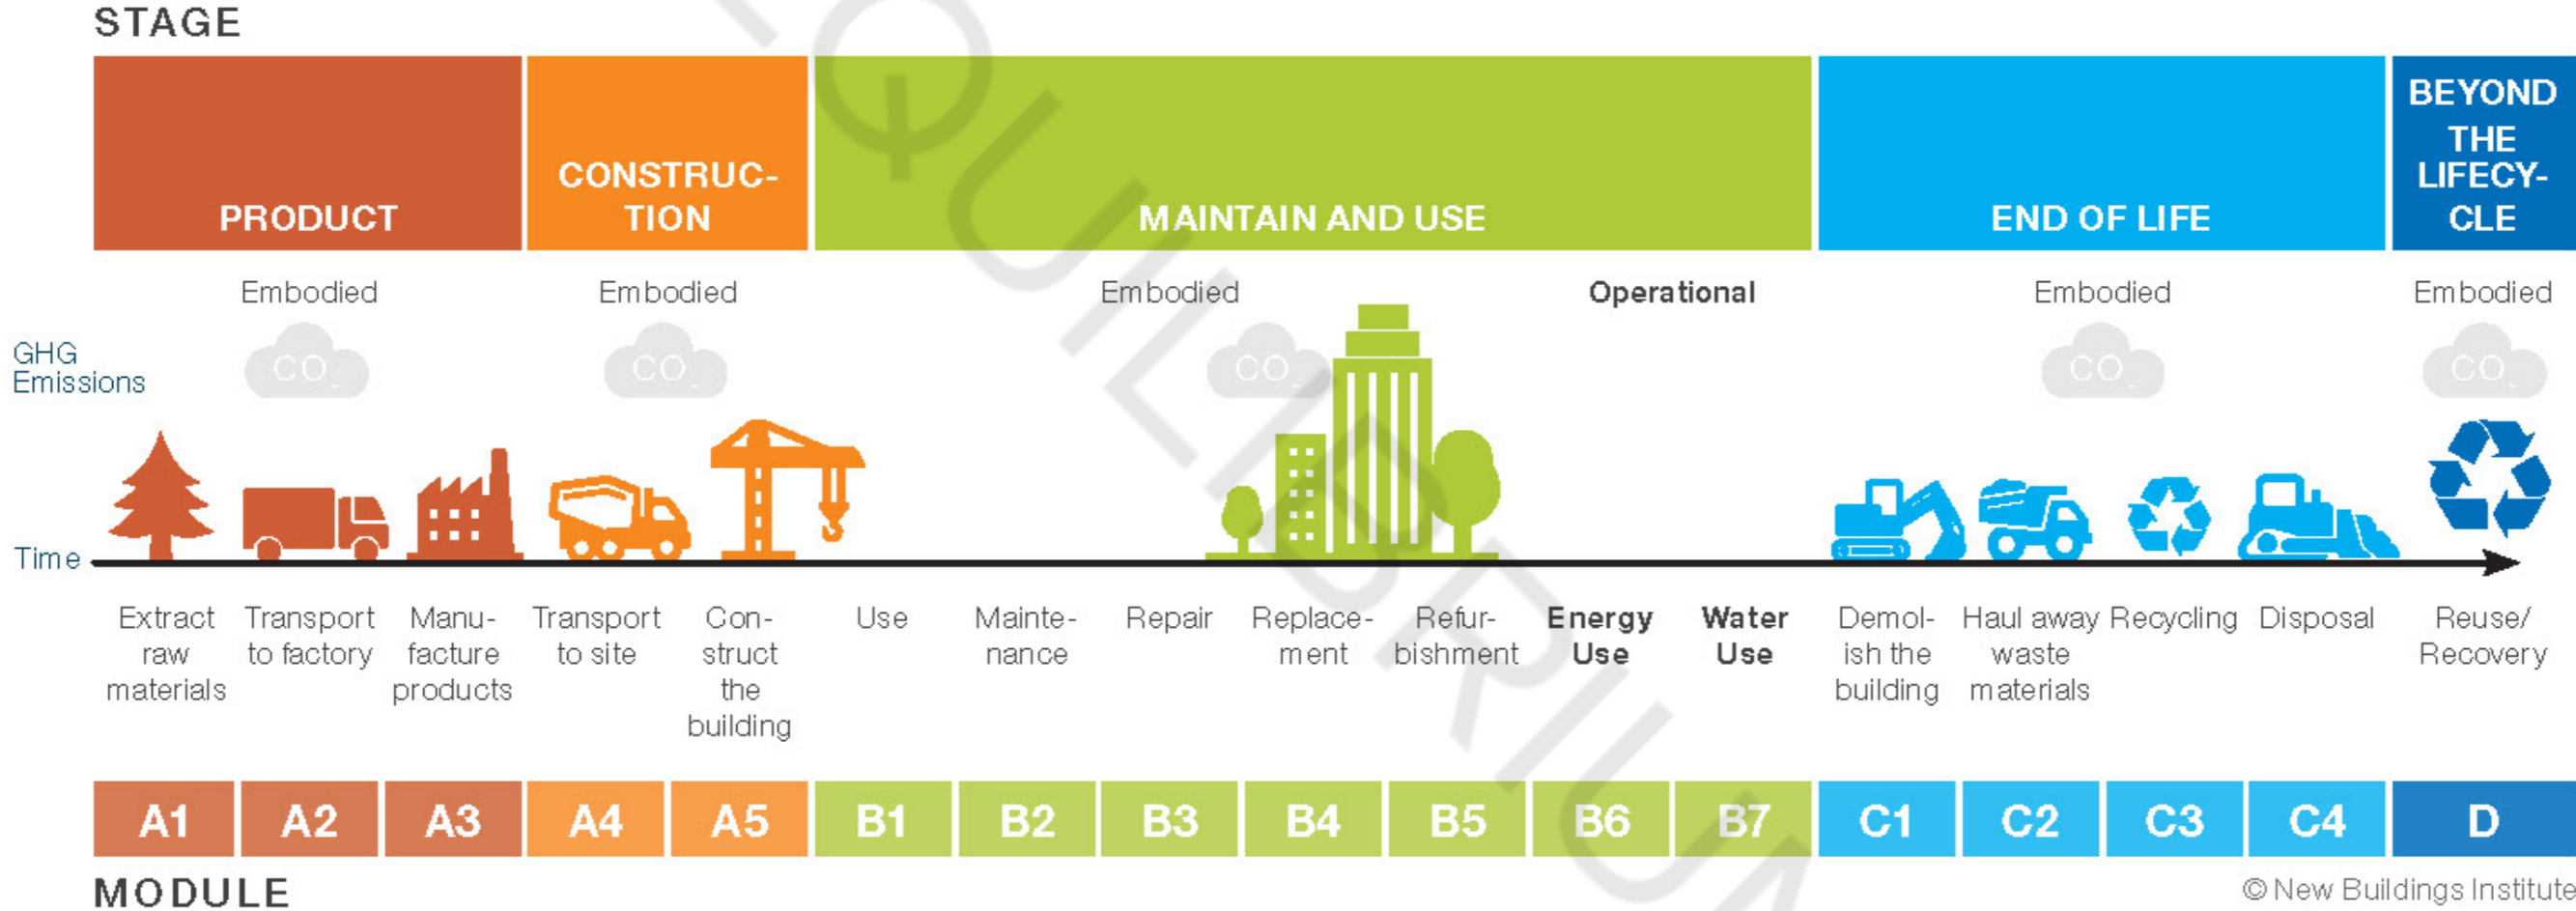 STAGE
PRODUCT
CONSTRUC-
TION
MAINTAIN AND USE
END OF LIFE
BEYOND
THE
LIFECY-
CLE
Embodied
Embodied
Embodied
Operational
Embodied
Embodied
GHG
Emissions
CO
CO
CO
CO
CO
Time
Extract
raw
materials
Transport
to factory
Manu-
facture
products
Transport
to site
Con-
struct
the
building
Use
Mainte-
nance
Repair
Replace-
ment
Refur-
bishment
Energy
Use
Water
Use
Demol-
ish the
building
Haul away
waste
materials
Recycling
Disposal
Reuse/
Recovery
A1 A2 A3 A4 A5 B1 B2 B3 B4 B5 B6 B7 C1 C2 C3 C4 D
MODULE
© New Buildings Institute
QUILIBRIUM